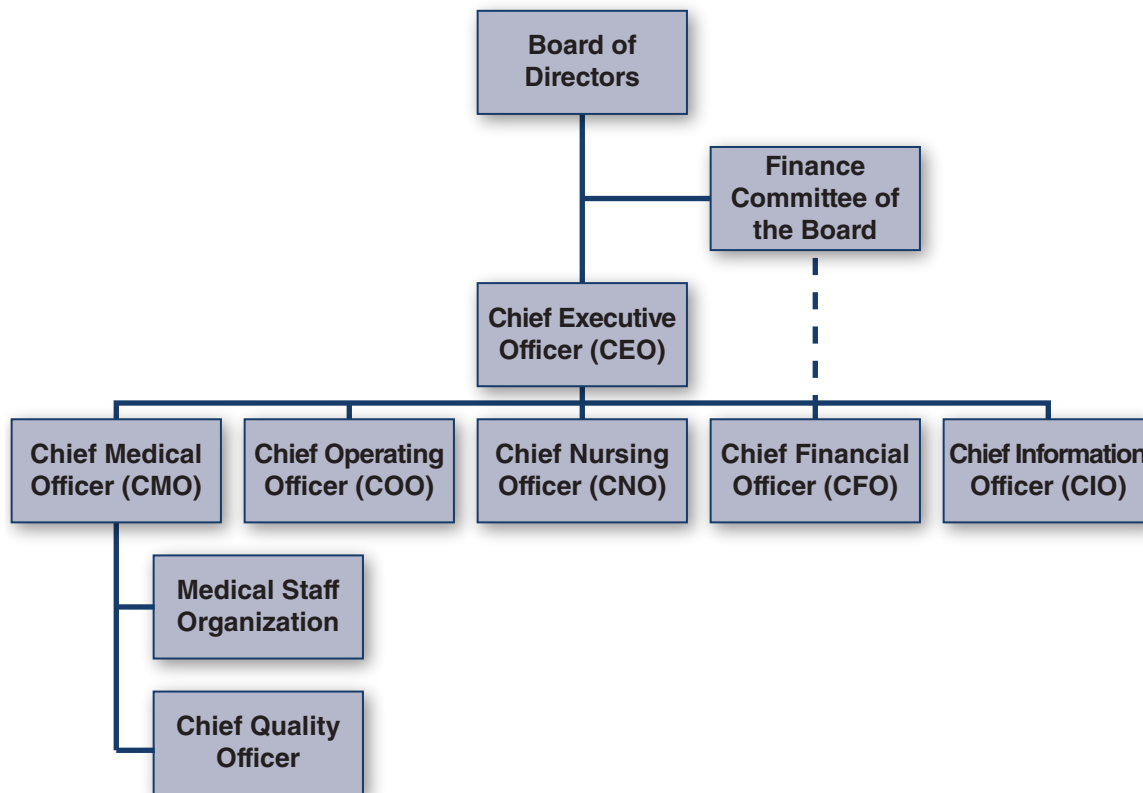 Board of
Directors
Finance
Committee of
the Board
Chief Executive
Officer (CEO)
Chief Medical
Officer (CMO)
Chief Operating
Officer (COO)
Chief Nursing
Officer (CNO)
Chief Financial
Officer (CFO)
Chief Information
Officer (CIO)
Medical Staff
Organization
Chief Quality
Officer